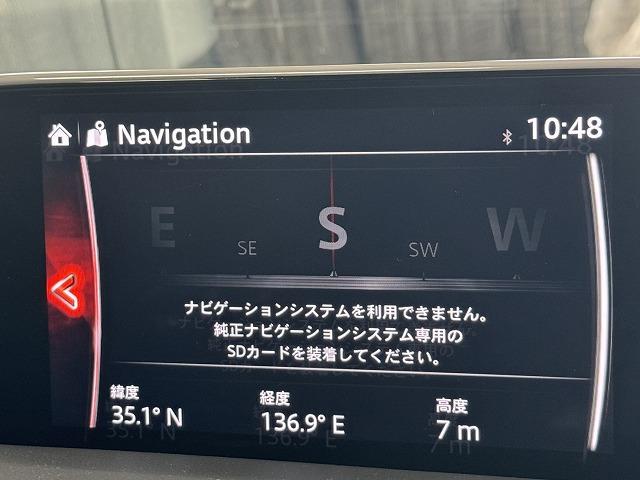 Navigation
10:48
E SE S SW W
ナビゲーションシステムを利用できません。
純正ナビゲーションシステム専用の
SDカードを装着してください。
緯度 経度 高度
35.1° N 136.9° E 7 m